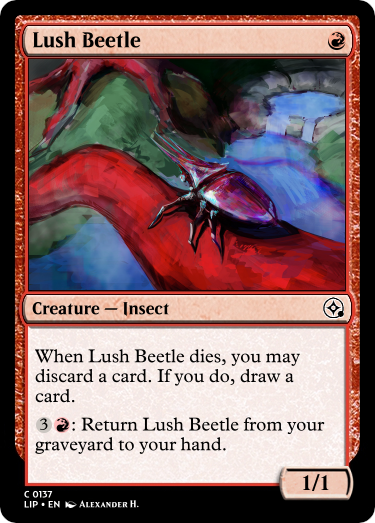 Lush Beetle
Creature — Insect
When Lush Beetle dies, you may
discard a card. If you do, draw a
card.
3 R: Return Lush Beetle from your
graveyard to your hand.
1/1
C 0137
LIP • EN Alexander H.